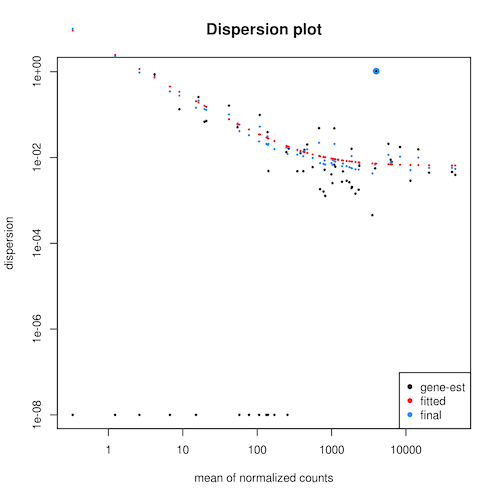 Dispersion plot
dispersion
1e+00
1e-02
1e-04
1e-06
1e-08
gene-est
fitted
final
1 10 100 1000 10000
mean of normalized counts